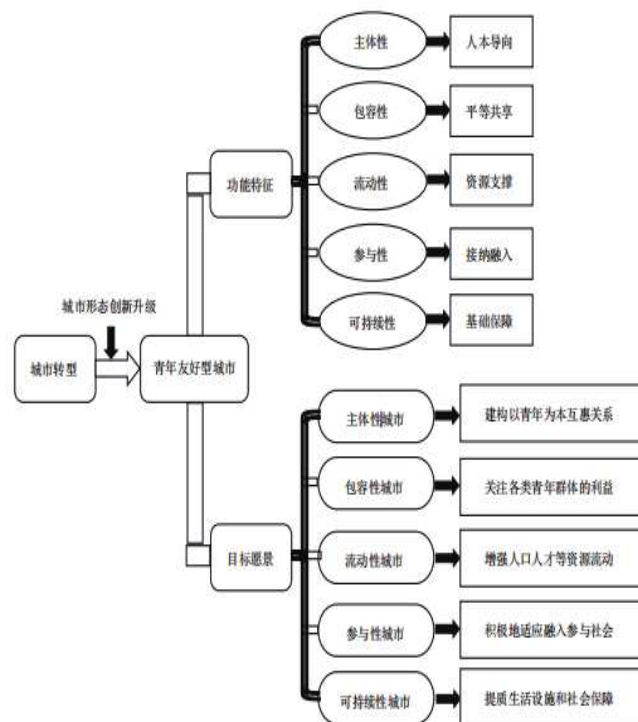 主体性
人本导向
包容性
平等共享
功能特征
流动性
资源支撑
参与性
接纳融入
可持续性
基础保障
城市形态创新升级
城市转型
青年友好型城市
主体性城市
建构以青年为本互惠关系
包容性城市
关注各类青年群体的利益
目标愿景
流动性城市
增强人口人才等资源流动
参与性城市
积极地适应融入参与社会
可持续性城市
提质生活设施和社会保障